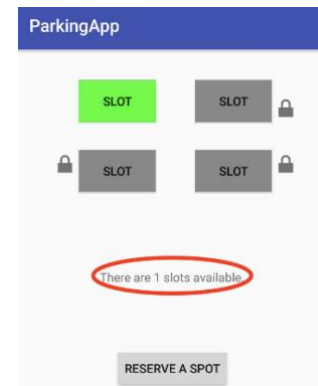 ParkingApp
SLOT SLOT
SLOT SLOT
There are 1 slots available
RESERVE A SPOT